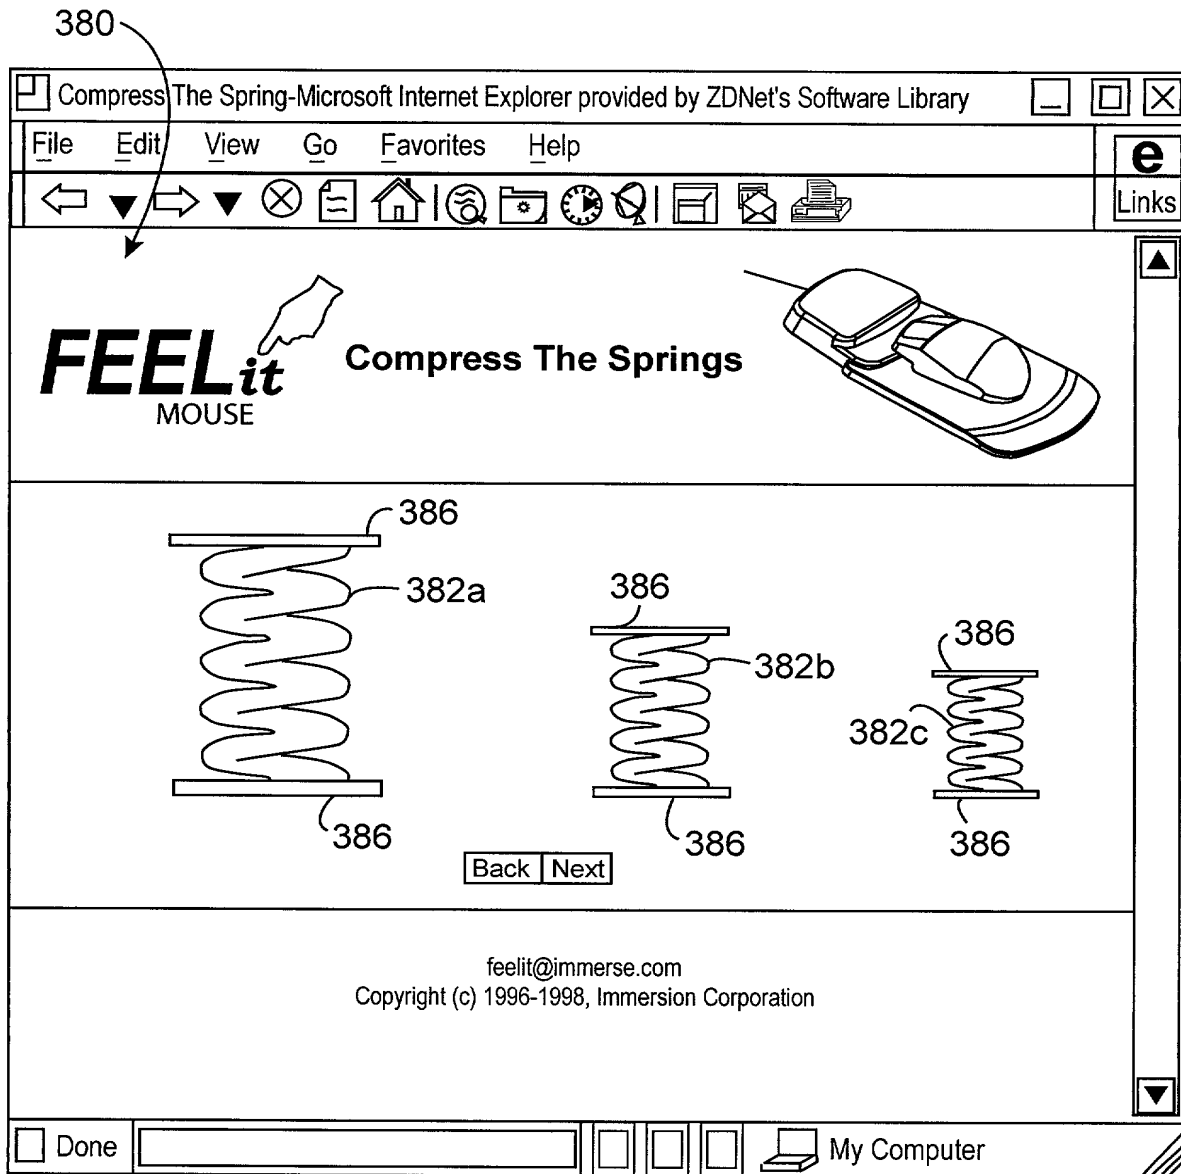 380
Compress The Spring-Microsoft Internet Explorer provided by ZDNet's Software Library
File Edit View Go Favorites Help
e
Links
FEELit
MOUSE
Compress The Springs
386
382a
386
382b
386
382c
386
386
386
Back Next
feelit@immerse.com
Copyright (c) 1996-1998, Immersion Corporation
Done
My Computer